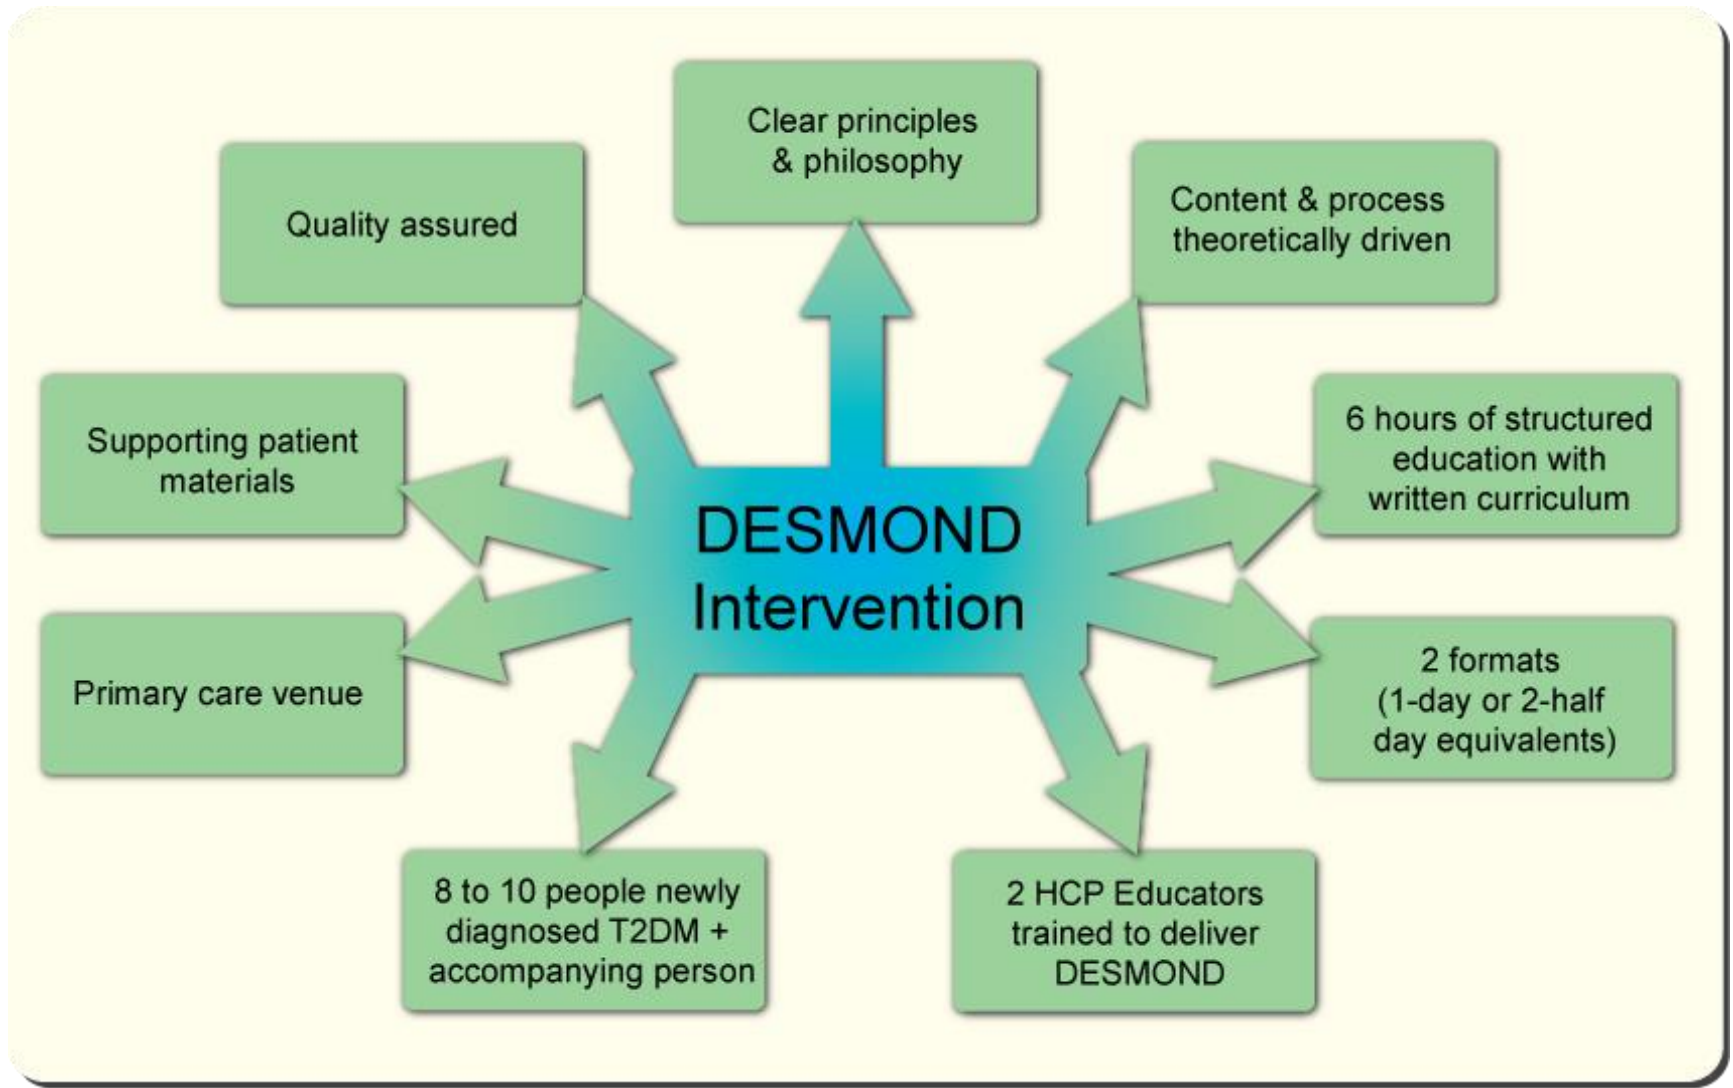 Clear principles
& philosophy
Quality assured
Content & process
theoretically driven
Supporting patient
materials
6 hours of structured
education with
written curriculum
DESMOND
Intervention
Primary care venue
2 formats
(1-day or 2-half
day equivalents)
8 to 10 people newly
diagnosed T2DM +
accompanying person
2 HCP Educators
trained to deliver
DESMOND